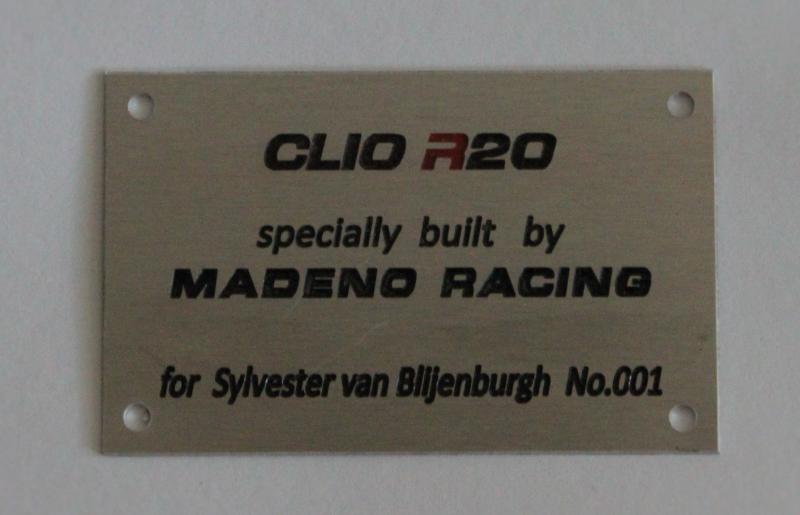 CLIO R20
specially built by
MADENO RACING
for Sylvester van Blijenburgh No.001